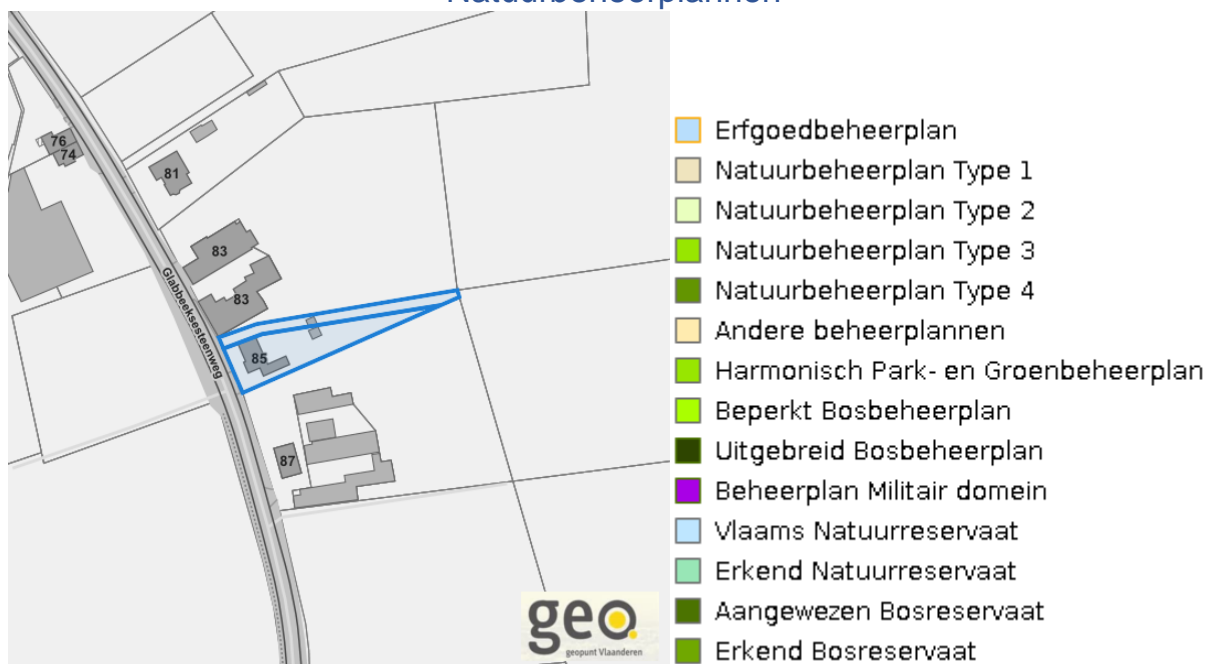 Natuurbeheerplannen
76
74
81
83
83
Glabbeeksesteenweg
85
87
geo
geopunt Vlaanderen
Erfgoedbeheerplan
Natuurbeheerplan Type 1
Natuurbeheerplan Type 2
Natuurbeheerplan Type 3
Natuurbeheerplan Type 4
Andere beheerplannen
Harmonisch Park- en Groenbeheerplan
Beperkt Bosbeheerplan
Uitgebreid Bosbeheerplan
Beheerplan Militair domein
Vlaams Natuurreservaat
Erkend Natuurreservaat
Aangewezen Bosreservaat
Erkend Bosreservaat